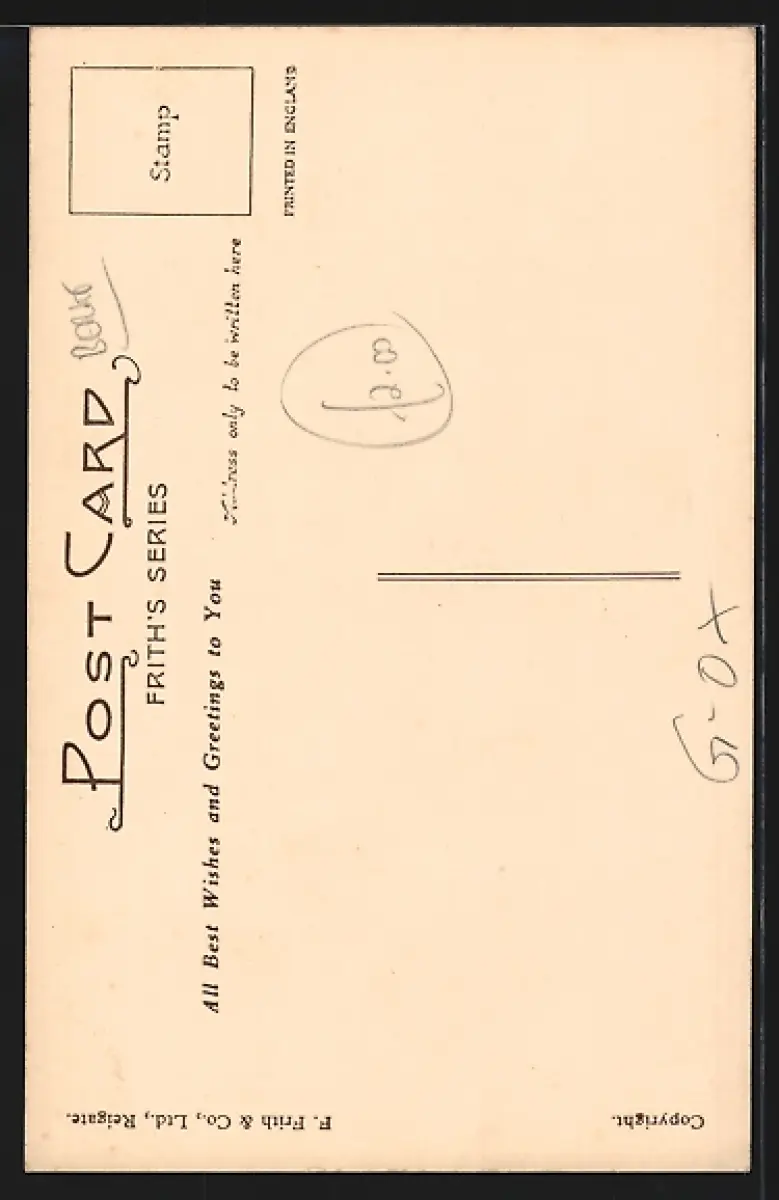 POST CARD
FRITH'S SERIES
Stamp
PRINTED IN ENGLAND
All Best Wishes and Greetings to You
Address only to be written here
G-OX
F. Frith & Co., Ltd., Reigate.
Copyright.